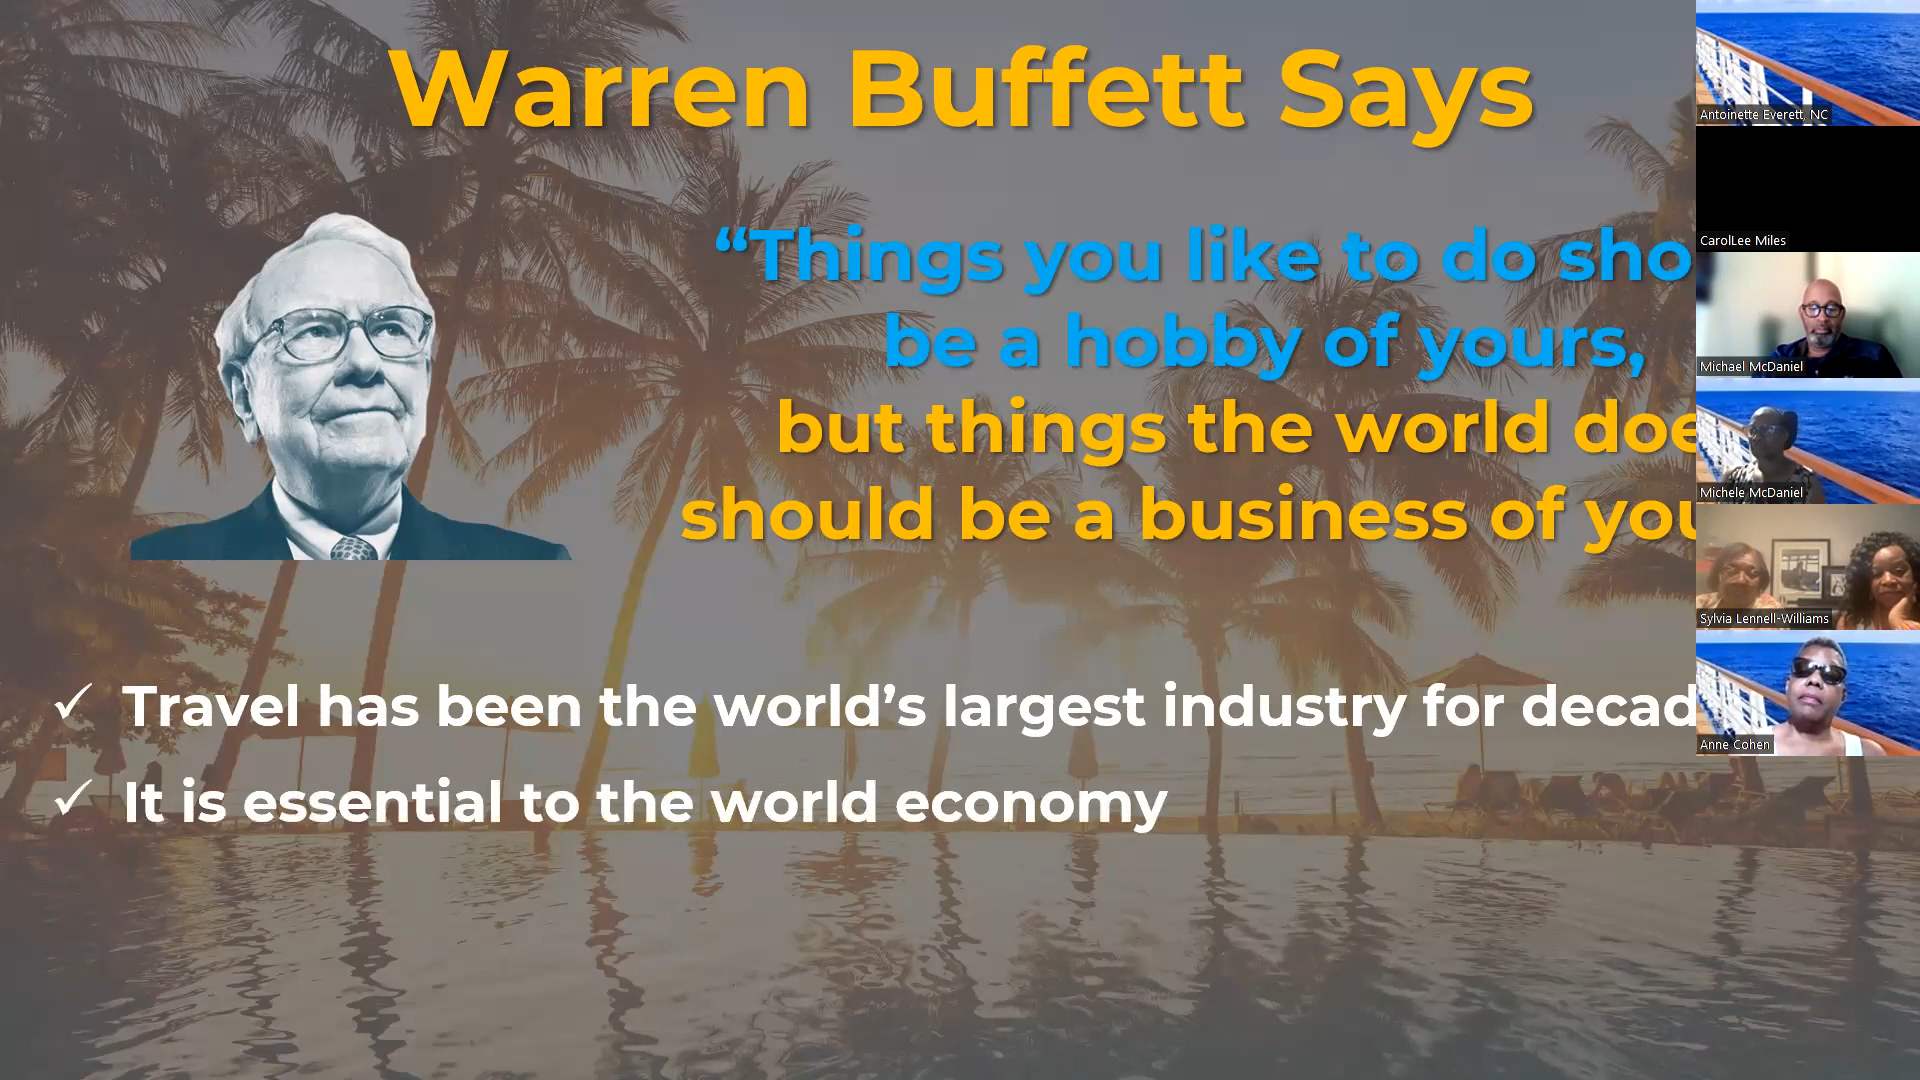 Warren Buffett Says
“Things you like to do sho
be a hobby of yours,
but things the world doe
should be a business of you
✓ Travel has been the world’s largest industry for decad
✓ It is essential to the world economy
Antoinette Everett, NC
CarolLee Miles
Michael McDaniel
Michele McDaniel
Sylvia Lennell-Williams
Anne Cohen